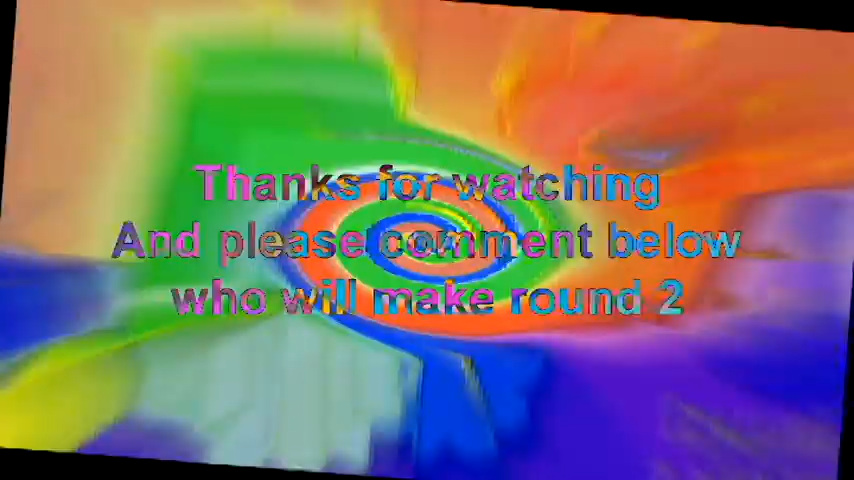 Thanks for watching
And please comment below
who will make round 2